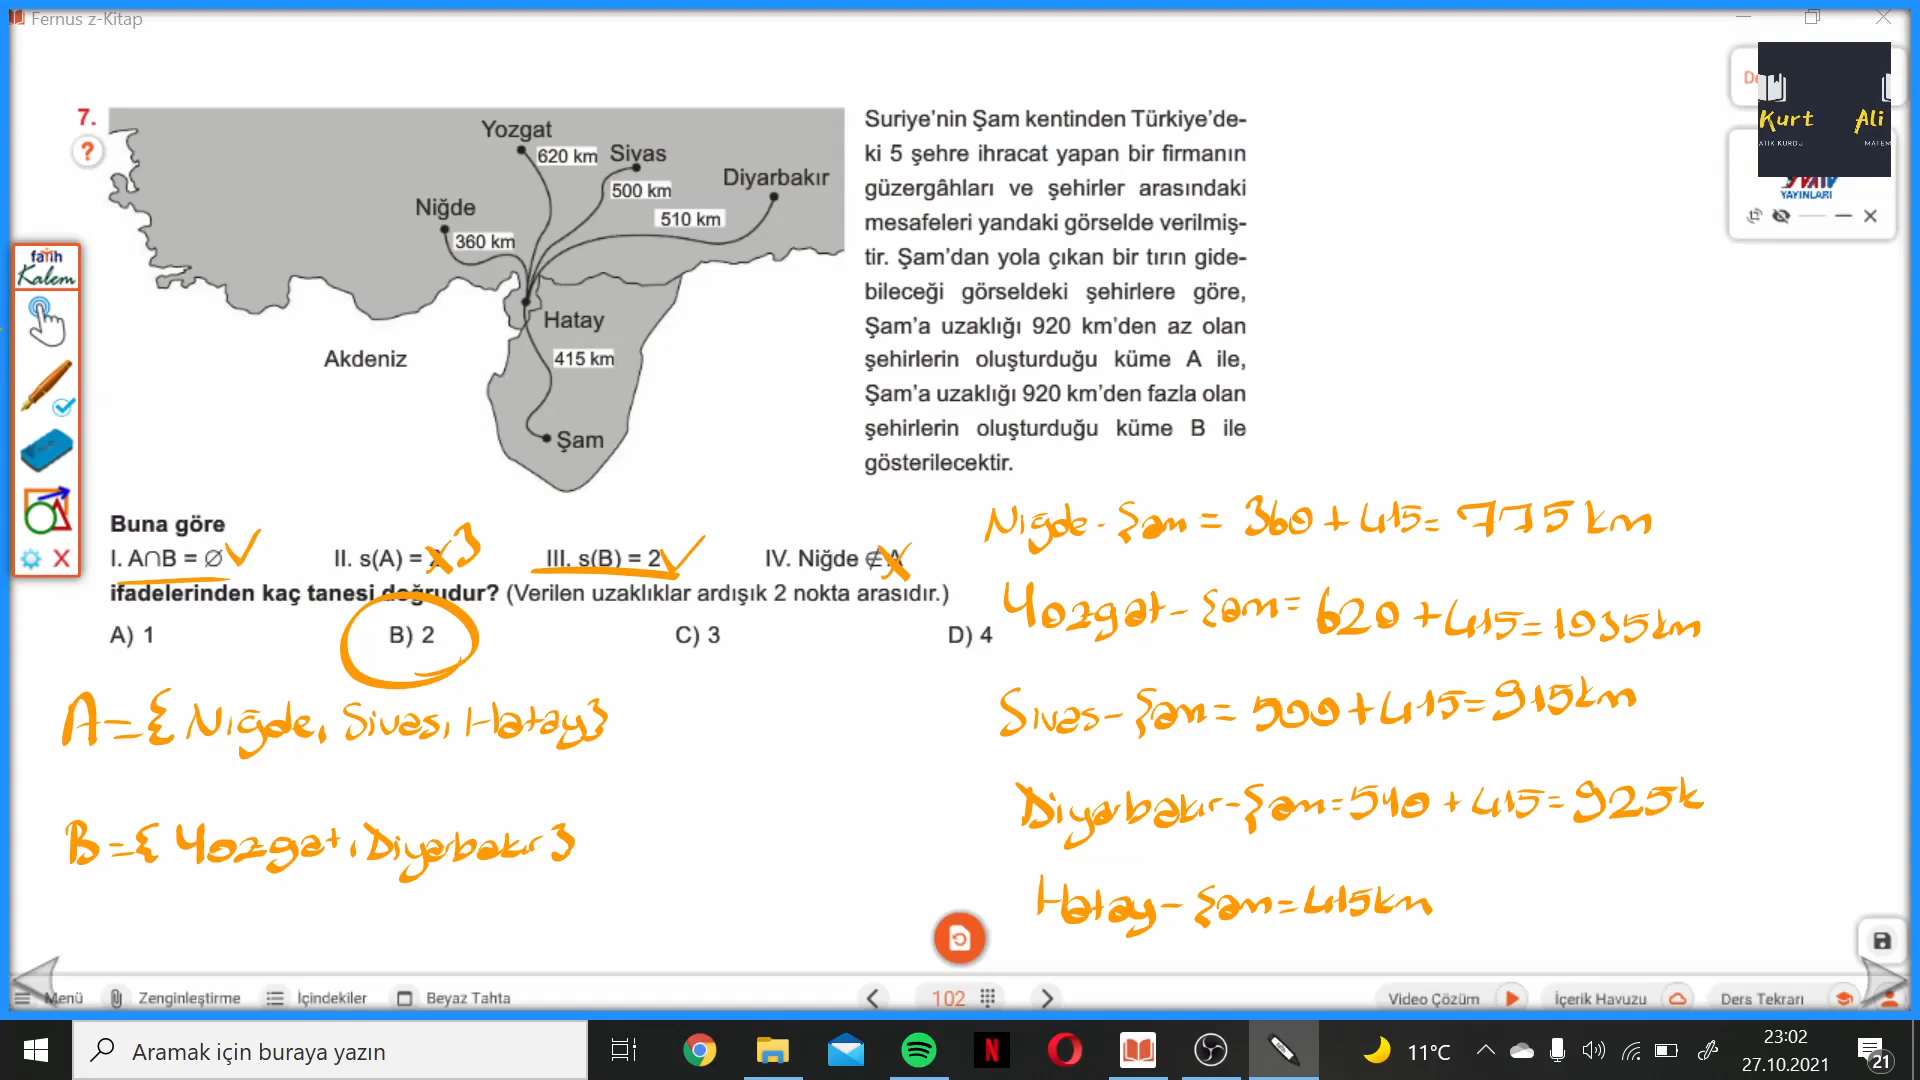 Fernus z-Kitap
Kurt Ali
YAYINLARI
fatih
Kalem
7.
?
Yozgat
620 km
Sivas
500 km
Diyarbakır
510 km
Niğde
360 km
Hatay
415 km
Akdeniz
Şam
Suriye'nin Şam kentinden Türkiye'de-
ki 5 şehre ihracat yapan bir firmanın
güzergâhları ve şehirler arasındaki
mesafeleri yandaki görselde verilmiş-
tir. Şam'dan yola çıkan bir tırın gide-
bileceği görseldeki şehirlere göre,
Şam'a uzaklığı 920 km'den az olan
şehirlerin oluşturduğu küme A ile,
Şam'a uzaklığı 920 km'den fazla olan
şehirlerin oluşturduğu küme B ile
gösterilecektir.
Buna göre
I. A∩B = ∅ II. s(A) = 3 III. s(B) = 2 IV. Niğde ∉ A
ifadelerinden kaç tanesi doğrudur? (Verilen uzaklıklar ardışık 2 nokta arasıdır.)
A) 1 B) 2 C) 3 D) 4
A={ Niğde, Sivas, Hatay}
B={ Yozgat, Diyarbakır }
Niğde - Şam = 360+415= 775 km
Yozgat - Şam= 620 +415=1035km
Sivas - Şam = 500+415=915km
Diyarbakır-Şam=510+415=925k
Hatay - Şam=415km
Menü Zenginleştirme İçindekiler Beyaz Tahta 102 Video Çözüm İçerik Havuzu Ders Tekrarı
Aramak için buraya yazın
11°C
23:02
27.10.2021
21